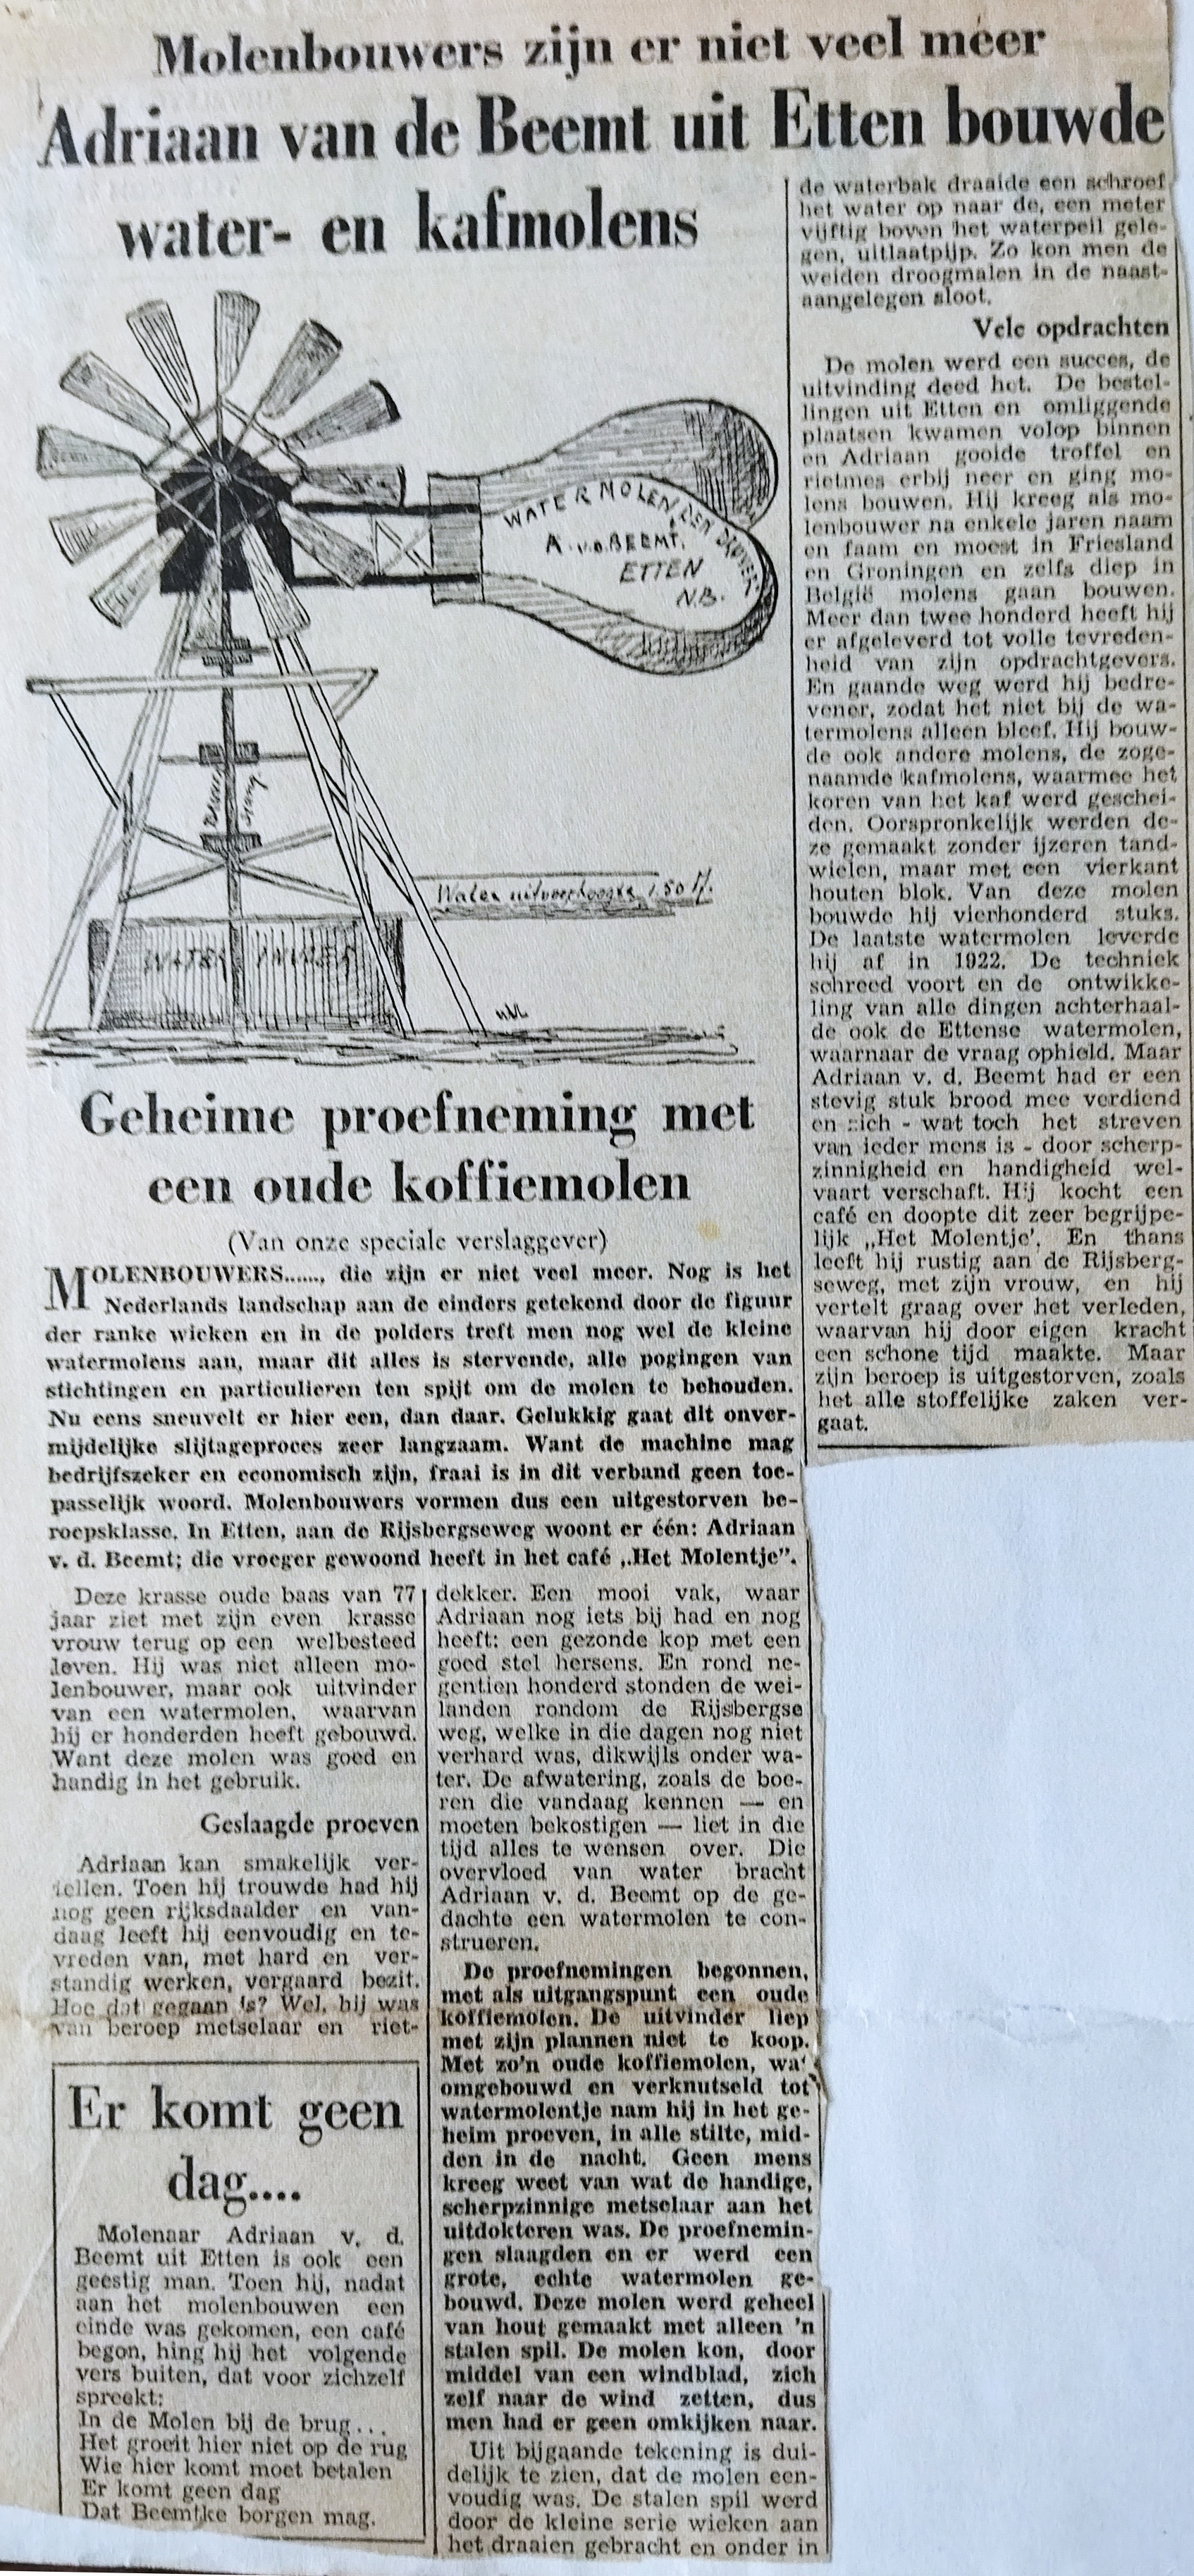 Molenbouwers zijn er niet veel meer
Adriaan van de Beemt uit Etten bouwde
water- en kafmolens
WATERMOLEN
A. v.d. BEEMT.
ETTEN
N.B.
Water uitvoerhoogte 1.50 M.
Geheime proefneming met
een oude koffiemolen
(Van onze speciale verslaggever)
MOLENBOUWERS......, die zijn er niet veel meer. Nog is het
Nederlands landschap aan de einders getekend door de figuur
der ranke wieken en in de polders treft men nog wel de kleine
watermolens aan, maar dit alles is stervende, alle pogingen van
stichtingen en particulieren ten spijt om de molen te behouden.
Nu eens sneuvelt er hier een, dan daar. Gelukkig gaat dit onver-
mijdelijke slijtageproces zeer langzaam. Want de machine mag
bedrijfszeker en economisch zijn, fraai is in dit verband geen toe-
passelijk woord. Molenbouwers vormen dus een uitgestorven be-
roepsklasse. In Etten, aan de Rijsbergseweg woont er één: Adriaan
v. d. Beemt; die vroeger gewoond heeft in het café „Het Molentje”.
Deze krasse oude baas van 77
jaar ziet met zijn even krasse
vrouw terug op een welbesteed
leven. Hij was niet alleen mo-
lenbouwer, maar ook uitvinder
van een watermolen, waarvan
hij er honderden heeft gebouwd.
Want deze molen was goed en
handig in het gebruik.
Geslaagde proeven
Adriaan kan smakelijk ver-
tellen. Toen hij trouwde had hij
nog geen rijksdaalder en van-
daag leeft hij eenvoudig en te-
vreden van, met hard en ver-
standig werken, vergaard bezit.
Hoe dat gegaan is? Wel, hij was
van beroep metselaar en riet-
dekker. Een mooi vak, waar
Adriaan nog iets bij had en nog
heeft: een gezonde kop met een
goed stel hersens. En rond ne-
gentien honderd stonden de wei-
landen rondom de Rijsbergse
weg, welke in die dagen nog niet
verhard was, dikwijls onder wa-
ter. De afwatering, zoals de boe-
ren die vandaag kennen — en
moeten bekostigen — liet in die
tijd alles te wensen over. Die
overvloed van water bracht
Adriaan v. d. Beemt op de ge-
dachte een watermolen te con-
strueren.
De proefnemingen begonnen,
met als uitgangspunt een oude
koffiemolen. De uitvinder liep
met zijn plannen niet te koop.
Met zo'n oude koffiemolen, wat
omgebouwd en verknutseld tot
watermolentje nam hij in het ge-
heim proeven, in alle stilte, mid-
den in de nacht. Geen mens
kreeg weet van wat de handige,
scherpzinnige metselaar aan het
uitdokteren was. De proefnemin-
gen slaagden en er werd een
grote, echte watermolen ge-
bouwd. Deze molen werd geheel
van hout gemaakt met alleen 'n
stalen spil. De molen kon, door
middel van een windblad, zich
zelf naar de wind zetten, dus
men had er geen omkijken naar.
Uit bijgaande tekening is dui-
delijk te zien, dat de molen een-
voudig was. De stalen spil werd
door de kleine serie wieken aan
het draaien gebracht en onder in
de waterbak draaide een schroef
het water op naar de, een meter
vijftig boven het waterpeil gele-
gen, uitlaatpijp. Zo kon men de
weiden droogmalen in de naast-
aangelegen sloot.
Vele opdrachten
De molen werd een succes, de
uitvinding deed het. De bestel-
lingen uit Etten en omliggende
plaatsen kwamen volop binnen
en Adriaan gooide troffel en
rietmes erbij neer en ging mo-
lens bouwen. Hij kreeg als mo-
lenbouwer na enkele jaren naam
en faam en moest in Friesland
en Groningen en zelfs diep in
België molens gaan bouwen.
Meer dan twee honderd heeft hij
er afgeleverd tot volle tevreden-
heid van zijn opdrachtgevers.
En gaande weg werd hij bedre-
vener, zodat het niet bij de wa-
termolens alleen bleef. Hij bouw-
de ook andere molens, de zoge-
naamde kafmolens, waarmee het
koren van het kaf werd geschei-
den. Oorspronkelijk werden de-
ze gemaakt zonder ijzeren tand-
wielen, maar met een vierkant
houten blok. Van deze molen
bouwde hij vierhonderd stuks.
De laatste watermolen leverde
hij af in 1922. De techniek
schreed voort en de ontwikke-
ling van alle dingen achterhaal-
de ook de Ettense watermolen,
waarnaar de vraag ophield. Maar
Adriaan v. d. Beemt had er een
stevig stuk brood mee verdiend
en zich - wat toch het streven
van ieder mens is - door scherp-
zinnigheid en handigheid wel-
vaart verschaft. Hij kocht een
café en doopte dit zeer begrijpe-
lijk „Het Molentje'. En thans
leeft hij rustig aan de Rijsberg-
seweg, met zijn vrouw, en hij
vertelt graag over het verleden,
waarvan hij door eigen kracht
een schone tijd maakte. Maar
zijn beroep is uitgestorven, zoals
het alle stoffelijke zaken ver-
gaat.
Er komt geen
dag....
Molenaar Adriaan v. d.
Beemt uit Etten is ook een
geestig man. Toen hij, nadat
aan het molenbouwen een
einde was gekomen, een café
begon, hing hij het volgende
vers buiten, dat voor zichzelf
spreekt:
In de Molen bij de brug...
Het groeit hier niet op de rug
Wie hier komt moet betalen
Er komt geen dag
Dat Beemtke borgen mag.